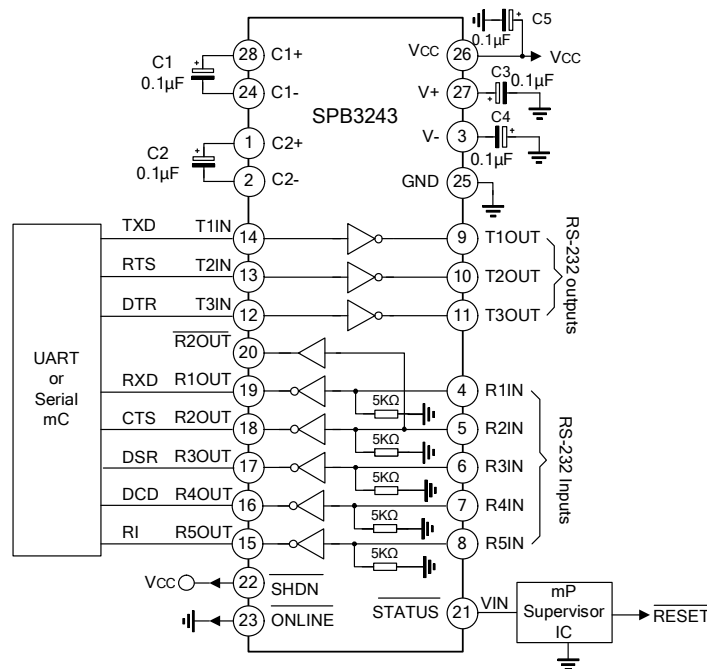 C5
0.1µF
C1
0.1µF
28 C1+
VCC 26
VCC
C3
0.1µF
24 C1-
V+ 27
SPB3243
C4
0.1µF
C2
0.1µF
1 C2+
V- 3
2 C2-
GND 25
TXD T1IN 14
9 T1OUT
RTS T2IN 13
10 T2OUT
DTR T3IN 12
11 T3OUT
RS-232 outputs
R2OUT
20
UART
or
Serial
mC
RXD R1OUT 19
4 R1IN
5KΩ
CTS R2OUT 18
5 R2IN
5KΩ
DSR R3OUT 17
6 R3IN
5KΩ
DCD R4OUT 16
7 R4IN
5KΩ
RI R5OUT 15
8 R5IN
5KΩ
RS-232 Inputs
VCC 22 SHDN
23 ONLINE
STATUS 21 VIN
mP
Supervisor
IC
RESET